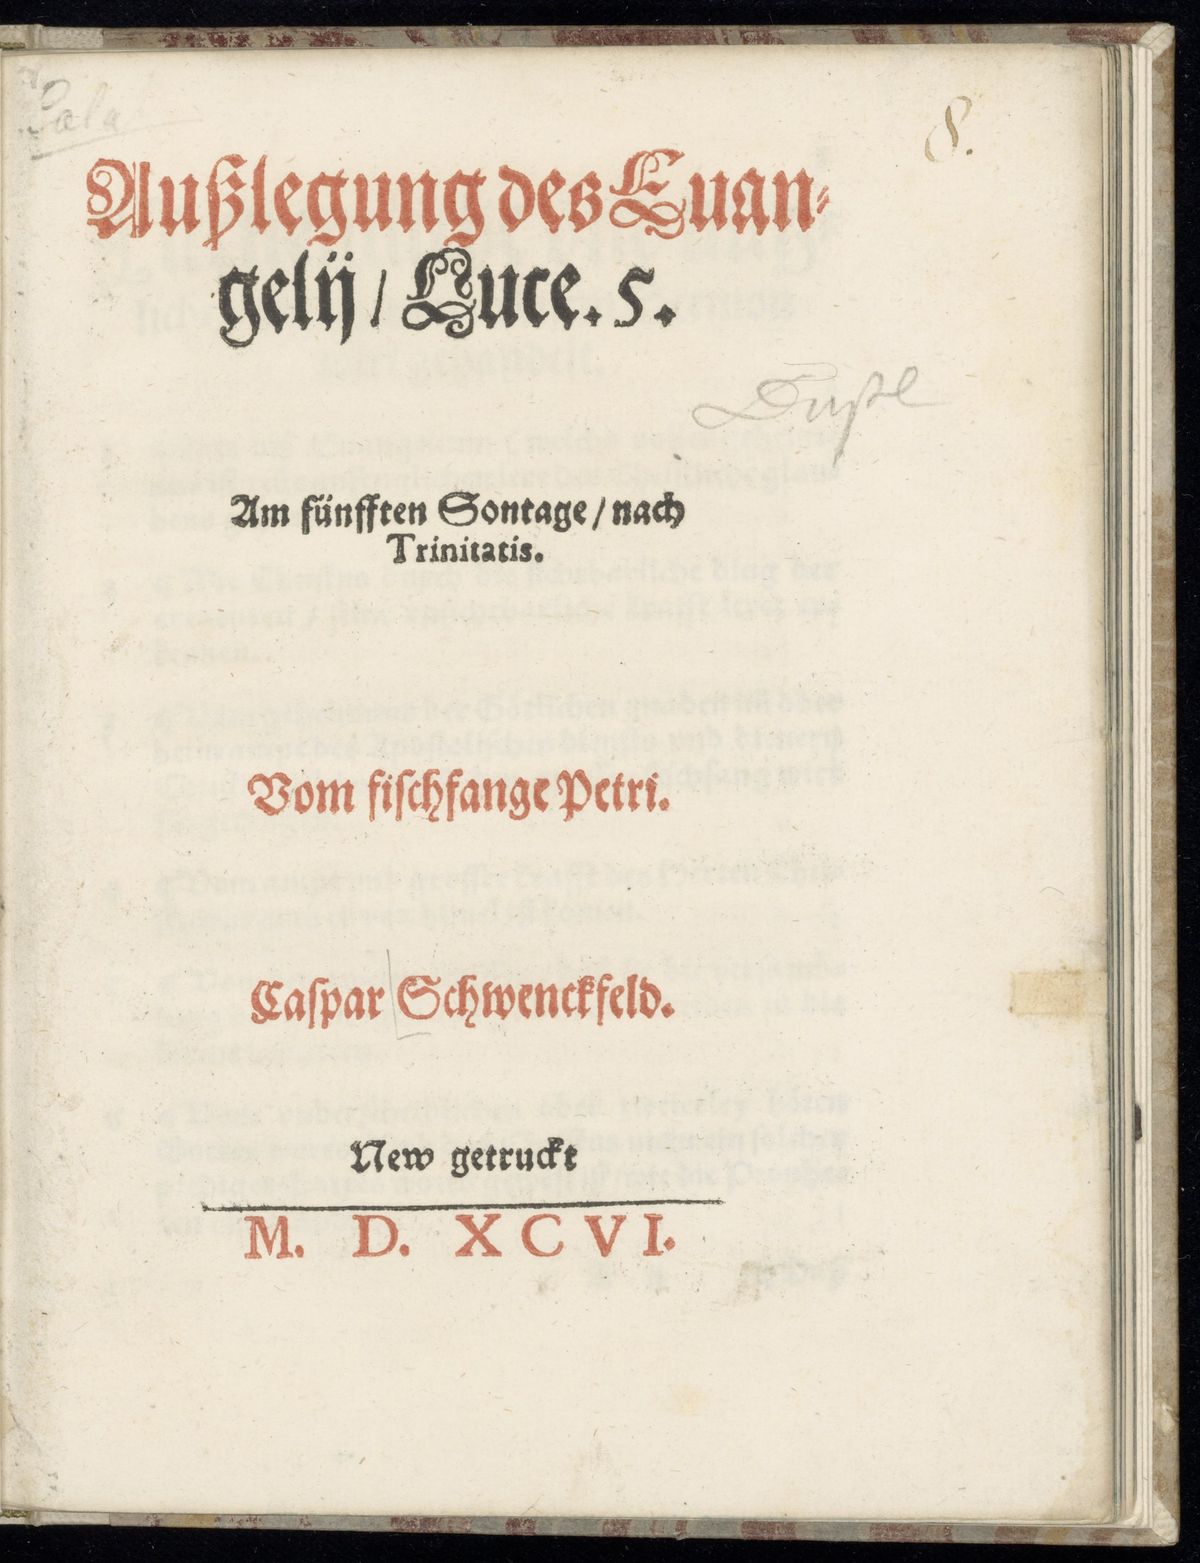 8.
Außlegung des Euan-
gelij / Luce. 5.
Am fünfften Sontage / nach
Trinitatis.
Vom fischfange Petri.
Caspar Schwenckfeld.
New getruckt
M. D. XCVI.